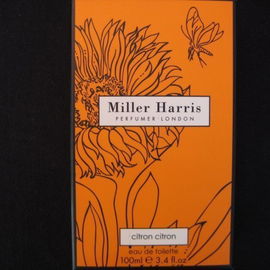 Miller Harris
PERFUMER · LONDON
citron citron
eau de toilette
100ml e 3.4 fl.oz